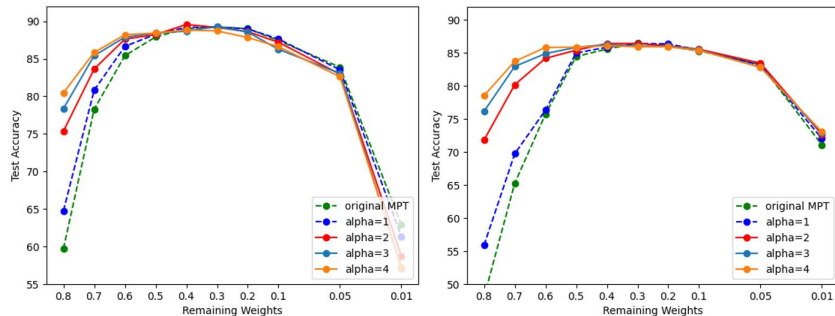 90
85
80
75
70
65
60
55
Test Accuracy
0.8 0.7 0.6 0.5 0.4 0.3 0.2 0.1 0.05 0.01
Remaining Weights
original MPT
alpha=1
alpha=2
alpha=3
alpha=4
90
85
80
75
70
65
60
55
50
Test Accuracy
0.8 0.7 0.6 0.5 0.4 0.3 0.2 0.1 0.05 0.01
Remaining Weights
original MPT
alpha=1
alpha=2
alpha=3
alpha=4